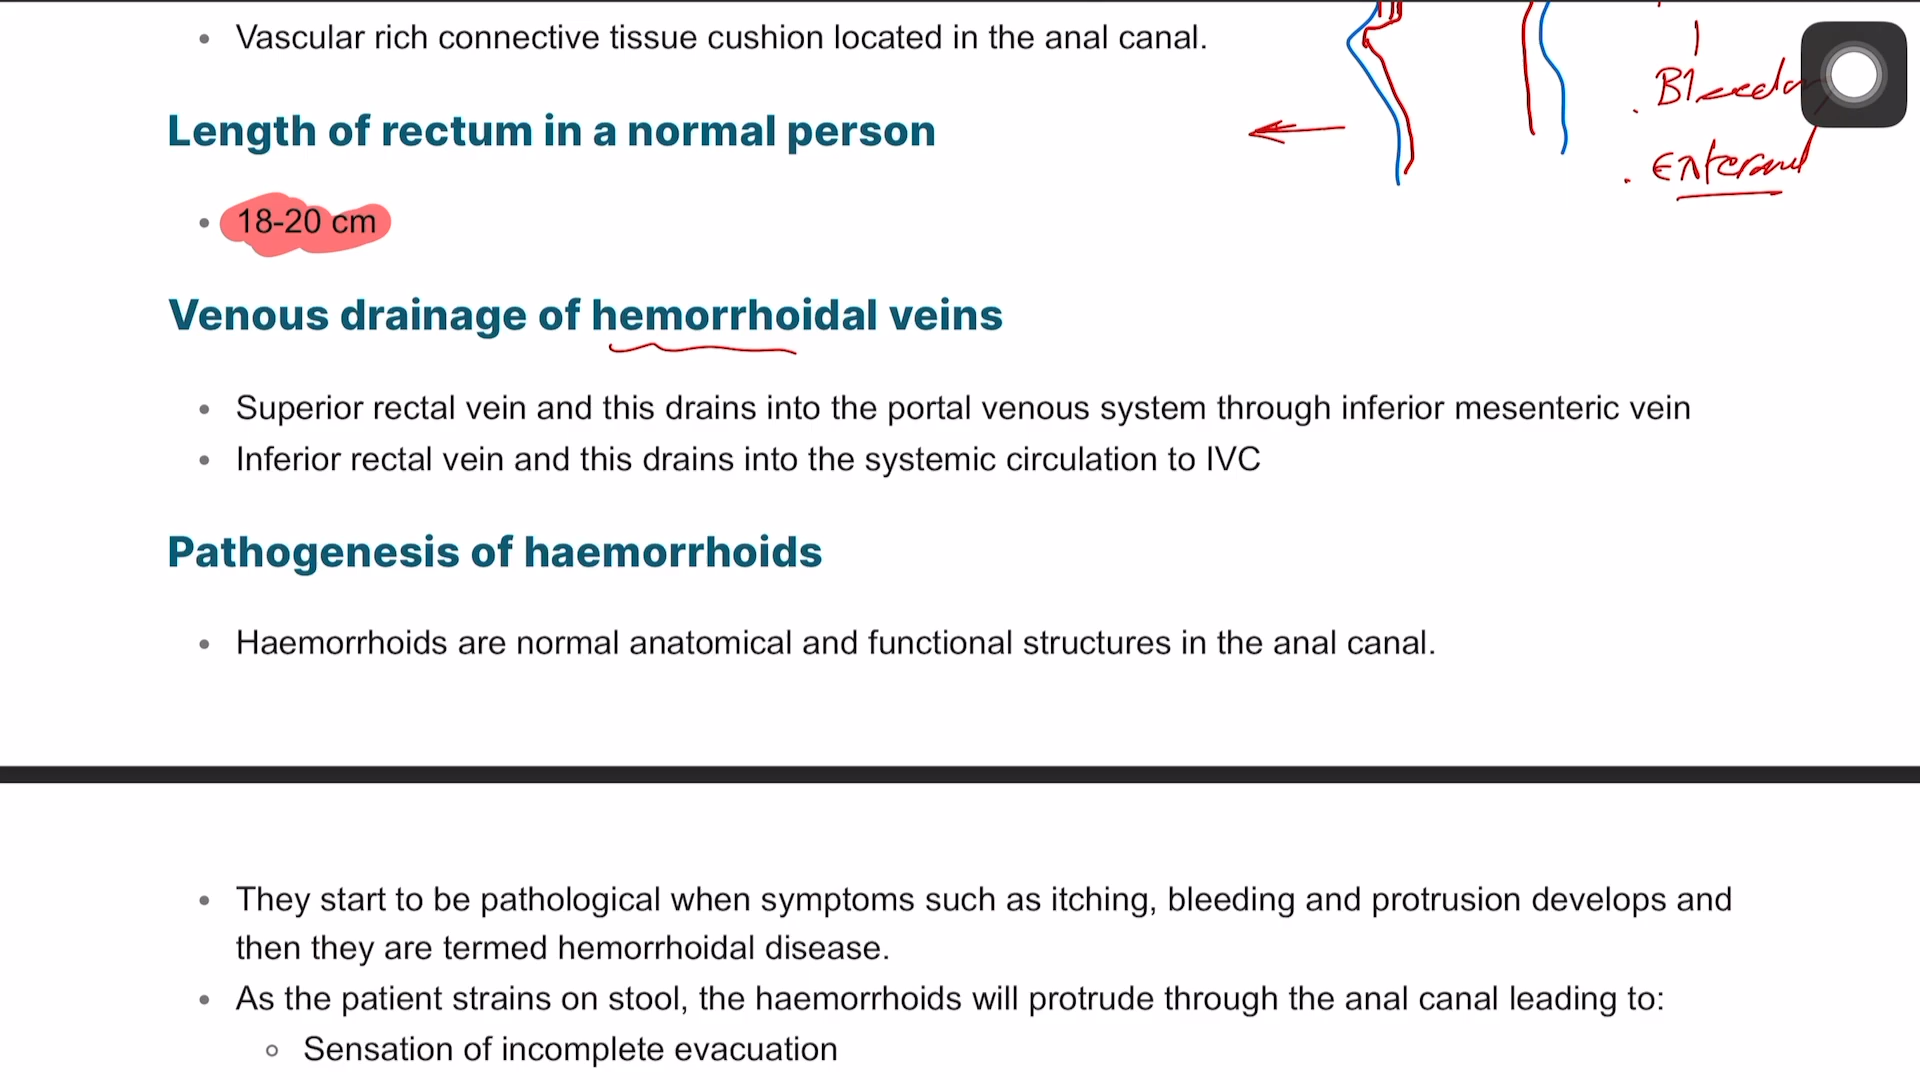 Vascular rich connective tissue cushion located in the anal canal.
Length of rectum in a normal person
18-20 cm
Venous drainage of hemorrhoidal veins
Superior rectal vein and this drains into the portal venous system through inferior mesenteric vein
Inferior rectal vein and this drains into the systemic circulation to IVC
Pathogenesis of haemorrhoids
Haemorrhoids are normal anatomical and functional structures in the anal canal.
They start to be pathological when symptoms such as itching, bleeding and protrusion develops and
then they are termed hemorrhoidal disease.
As the patient strains on stool, the haemorrhoids will protrude through the anal canal leading to:
Sensation of incomplete evacuation